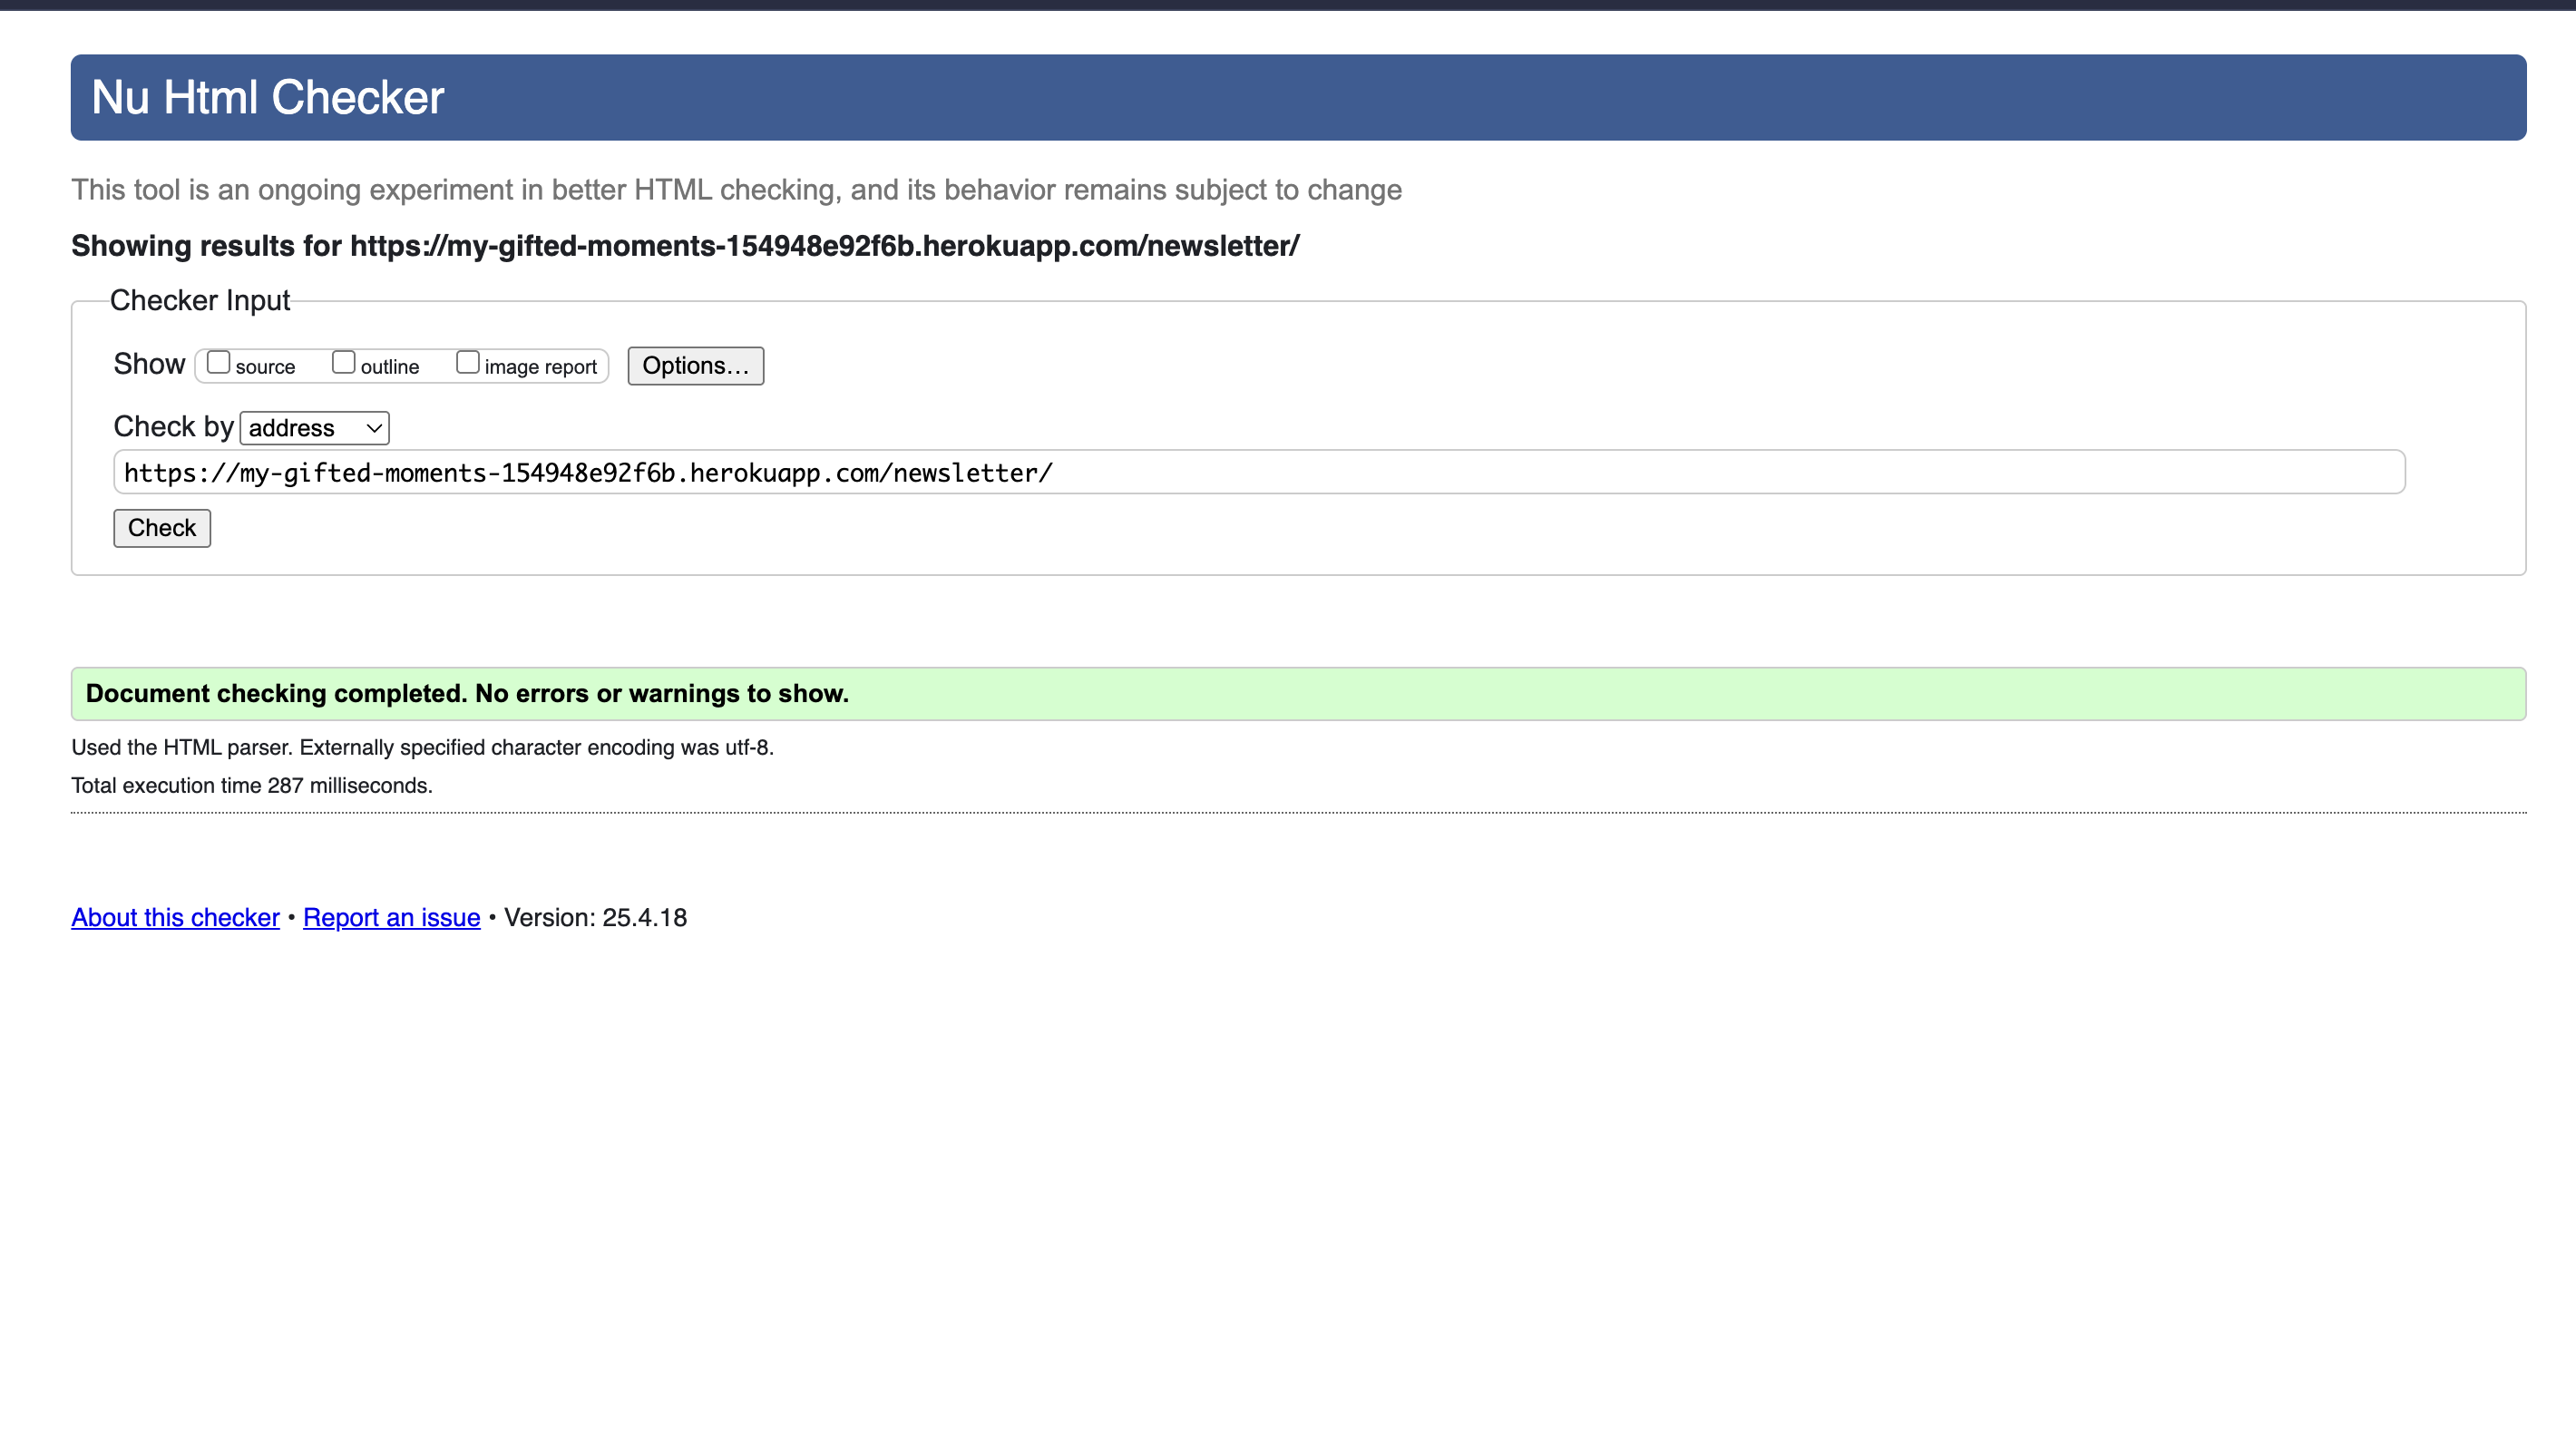 Nu Html Checker
This tool is an ongoing experiment in better HTML checking, and its behavior remains subject to change
Showing results for https://my-gifted-moments-154948e92f6b.herokuapp.com/newsletter/
Checker Input
Show source outline image report Options…
Check by address
https://my-gifted-moments-154948e92f6b.herokuapp.com/newsletter/
Check
Document checking completed. No errors or warnings to show.
Used the HTML parser. Externally specified character encoding was utf-8.
Total execution time 287 milliseconds.
About this checker • Report an issue • Version: 25.4.18